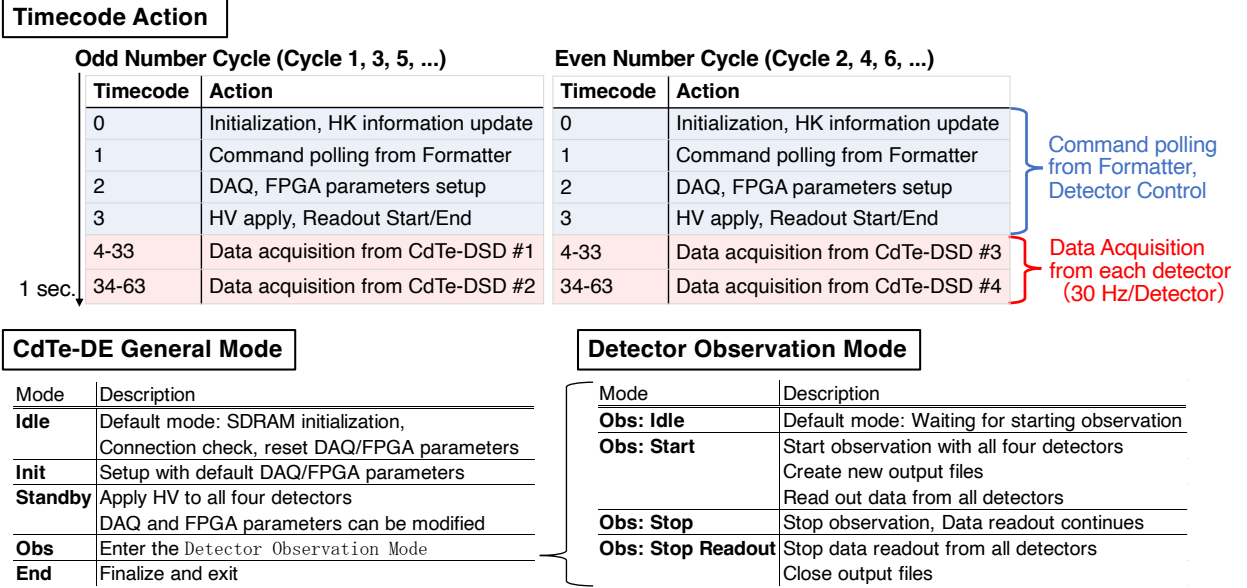 Timecode Action
Odd Number Cycle (Cycle 1, 3, 5, ...)
Timecode Action
0 Initialization, HK information update
1 Command polling from Formatter
2 DAQ, FPGA parameters setup
3 HV apply, Readout Start/End
4-33 Data acquisition from CdTe-DSD #1
34-63 Data acquisition from CdTe-DSD #2
1 sec.
Even Number Cycle (Cycle 2, 4, 6, ...)
Timecode Action
0 Initialization, HK information update
1 Command polling from Formatter
2 DAQ, FPGA parameters setup
3 HV apply, Readout Start/End
4-33 Data acquisition from CdTe-DSD #3
34-63 Data acquisition from CdTe-DSD #4
Command polling
from Formatter,
Detector Control
Data Acquisition
from each detector
（30 Hz/Detector）
CdTe-DE General Mode
Mode Description
Idle Default mode: SDRAM initialization,
Connection check, reset DAQ/FPGA parameters
Init Setup with default DAQ/FPGA parameters
Standby Apply HV to all four detectors
DAQ and FPGA parameters can be modified
Obs Enter the Detector Observation Mode
End Finalize and exit
Detector Observation Mode
Mode Description
Obs: Idle Default mode: Waiting for starting observation
Obs: Start Start observation with all four detectors
Create new output files
Read out data from all detectors
Obs: Stop Stop observation, Data readout continues
Obs: Stop Readout Stop data readout from all detectors
Close output files